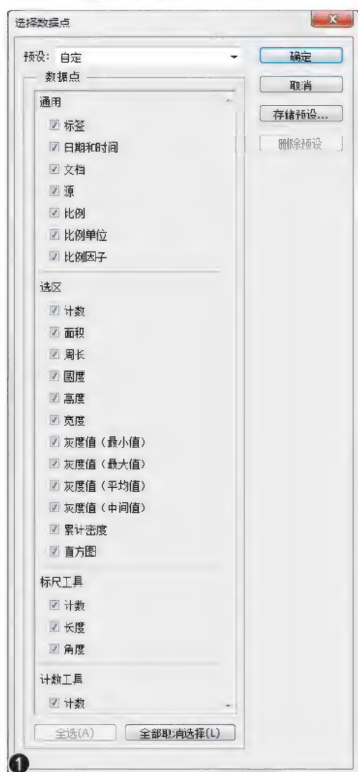 选择数据点
预设: 自定
确定
取消
存储预设...
删除预设
数据点
通用
标签
日期和时间
文档
源
比例
比例单位
比例因子
选区
计数
面积
周长
圆度
高度
宽度
灰度值（最小值）
灰度值（最大值）
灰度值（平均值）
灰度值（中间值）
累计密度
直方图
标尺工具
计数
长度
角度
计数工具
计数
全选(A)
全部取消选择(L)
1